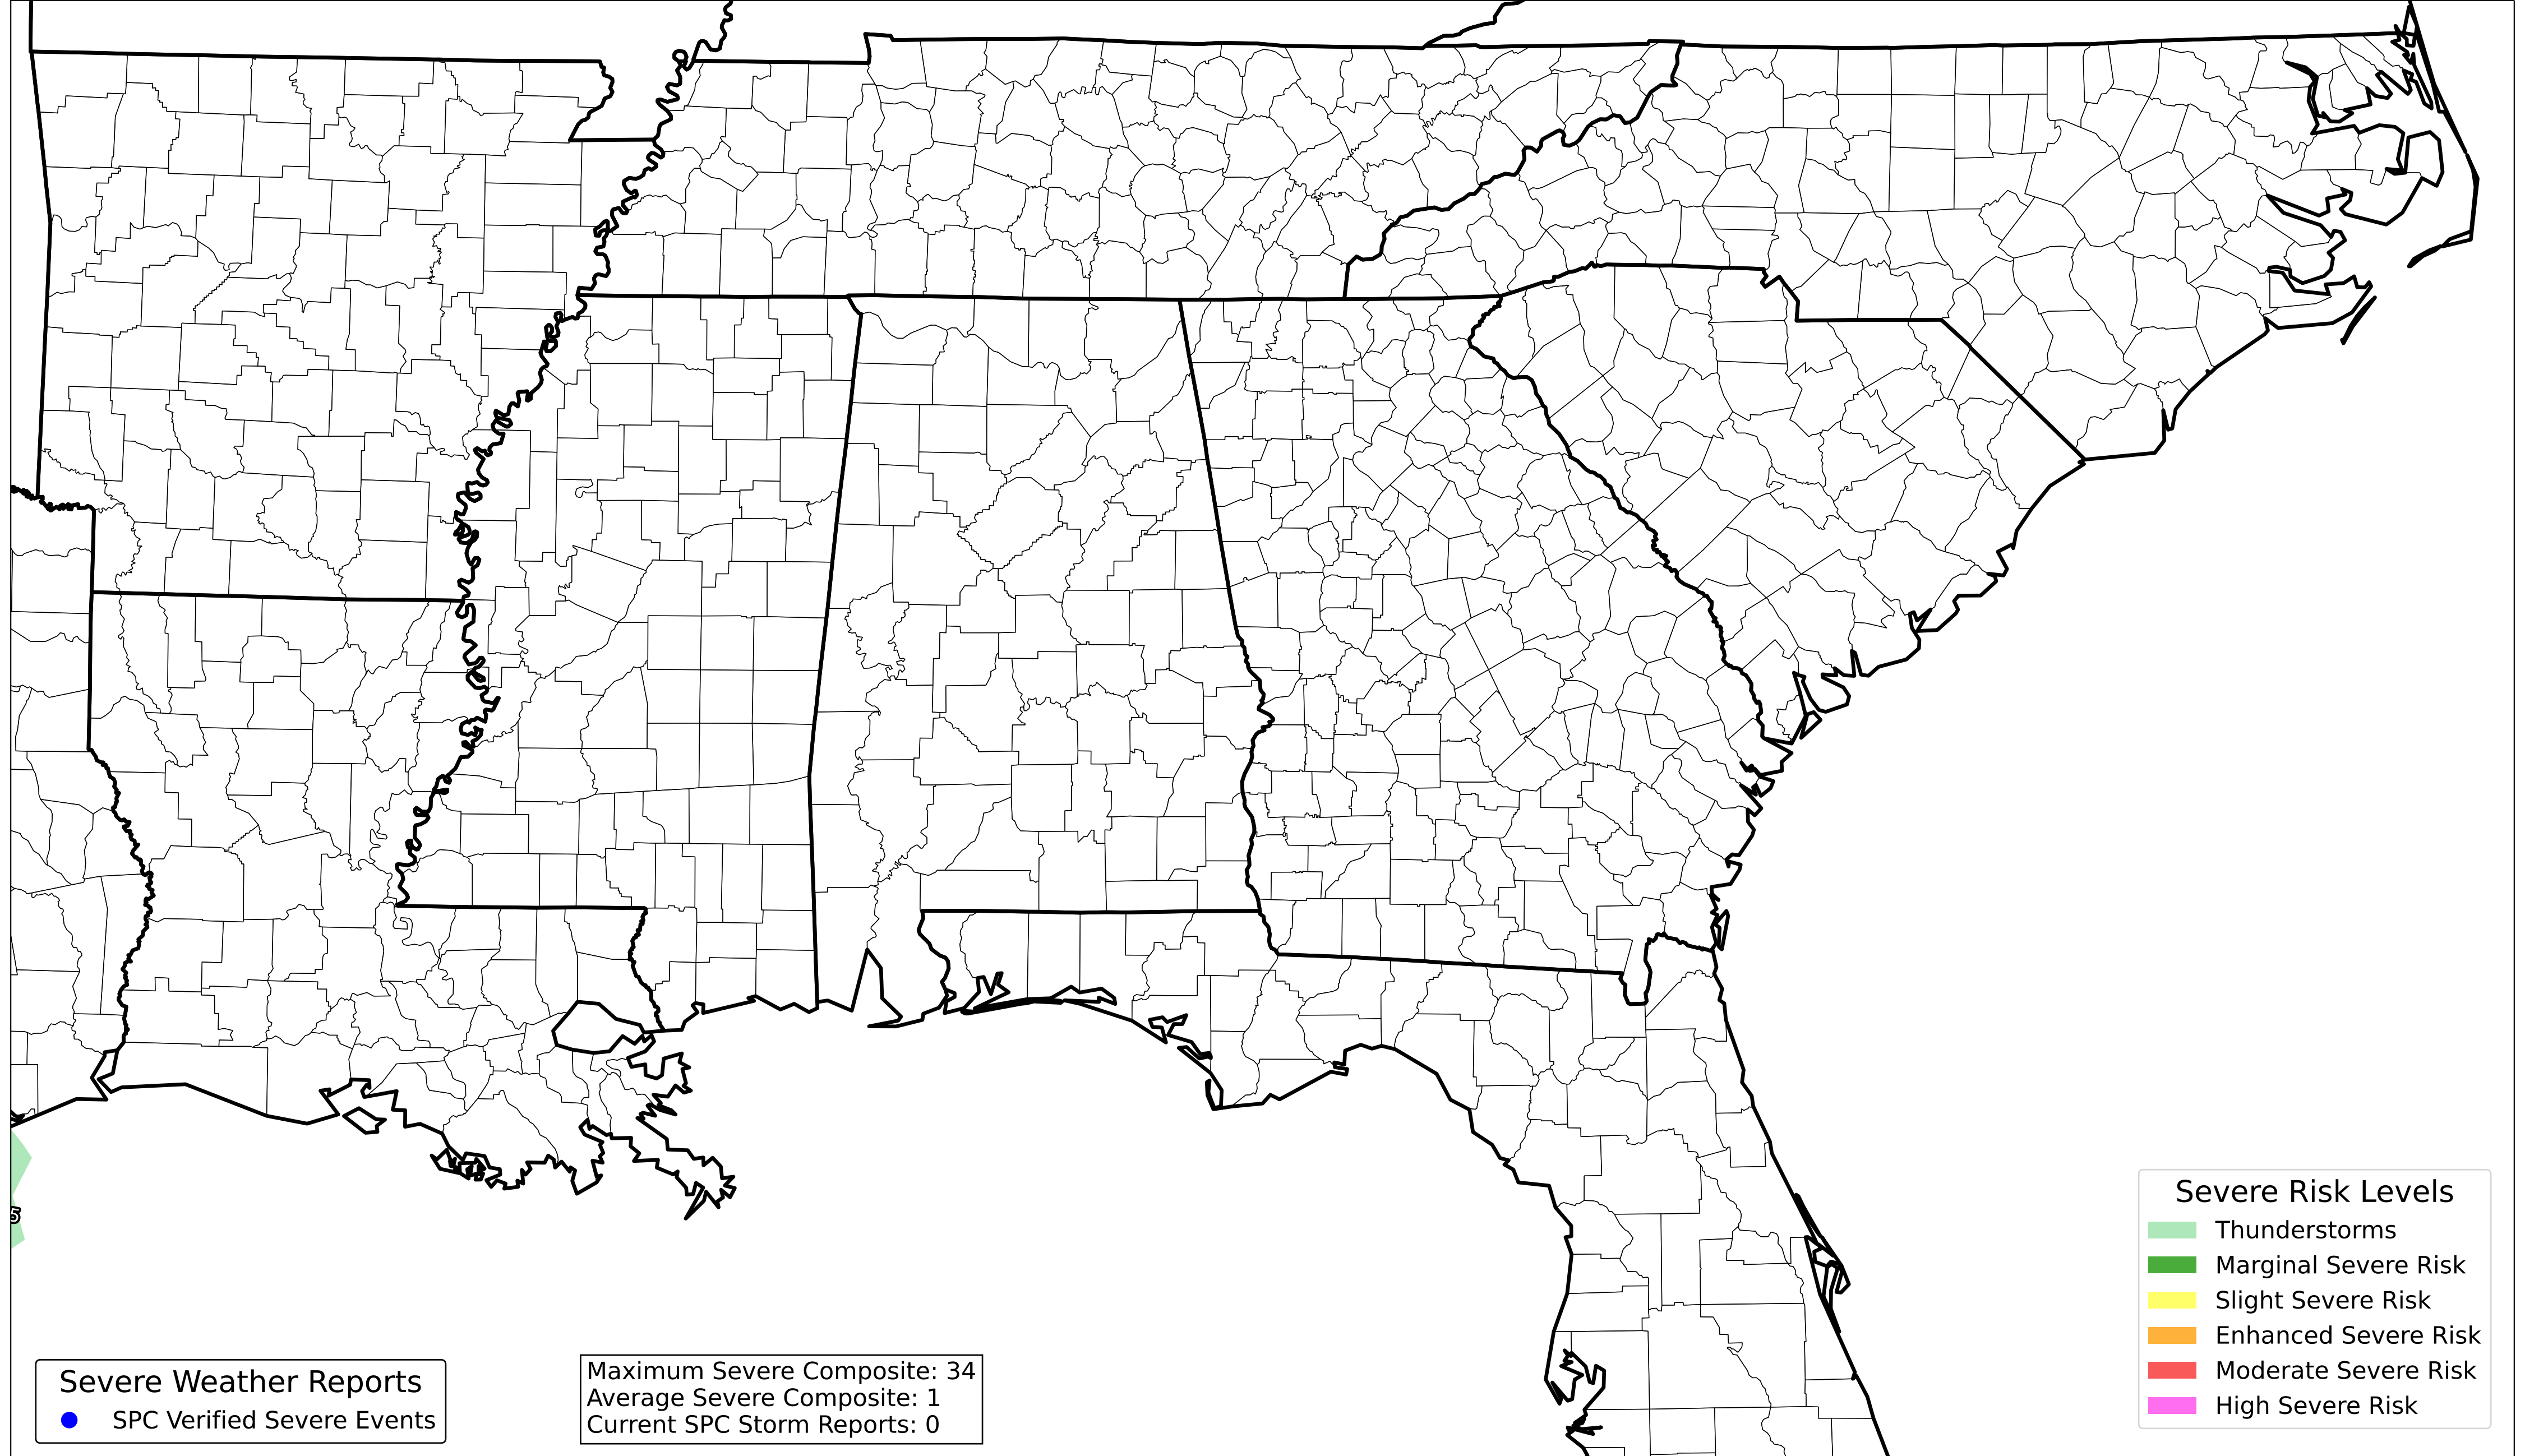 Severe Weather Reports
SPC Verified Severe Events
Maximum Severe Composite: 34
Average Severe Composite: 1
Current SPC Storm Reports: 0
Severe Risk Levels
Thunderstorms
Marginal Severe Risk
Slight Severe Risk
Enhanced Severe Risk
Moderate Severe Risk
High Severe Risk